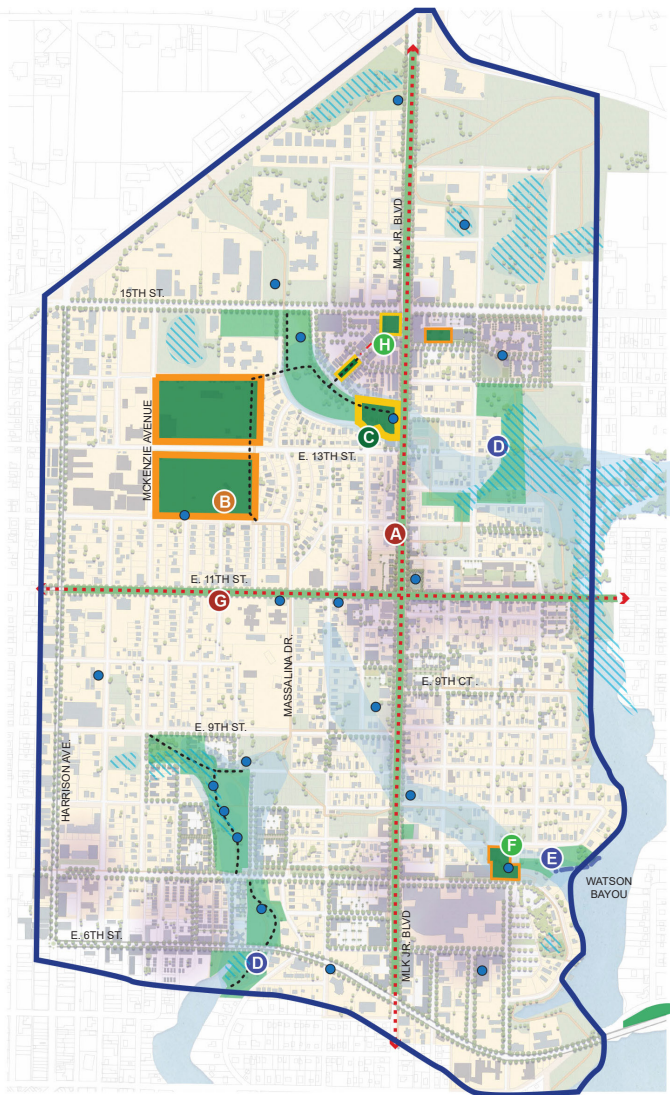 MLK JR. BLVD
15TH ST.
H
MCKENZIE AVENUE
C
D
E. 13TH ST.
B
A
E. 11TH ST.
G
MASSALINA DR.
E. 9TH CT .
E. 9TH ST.
HARRISON AVE.
F
E
WATSON
BAYOU
E. 6TH ST.
MLK JR. BLVD
D